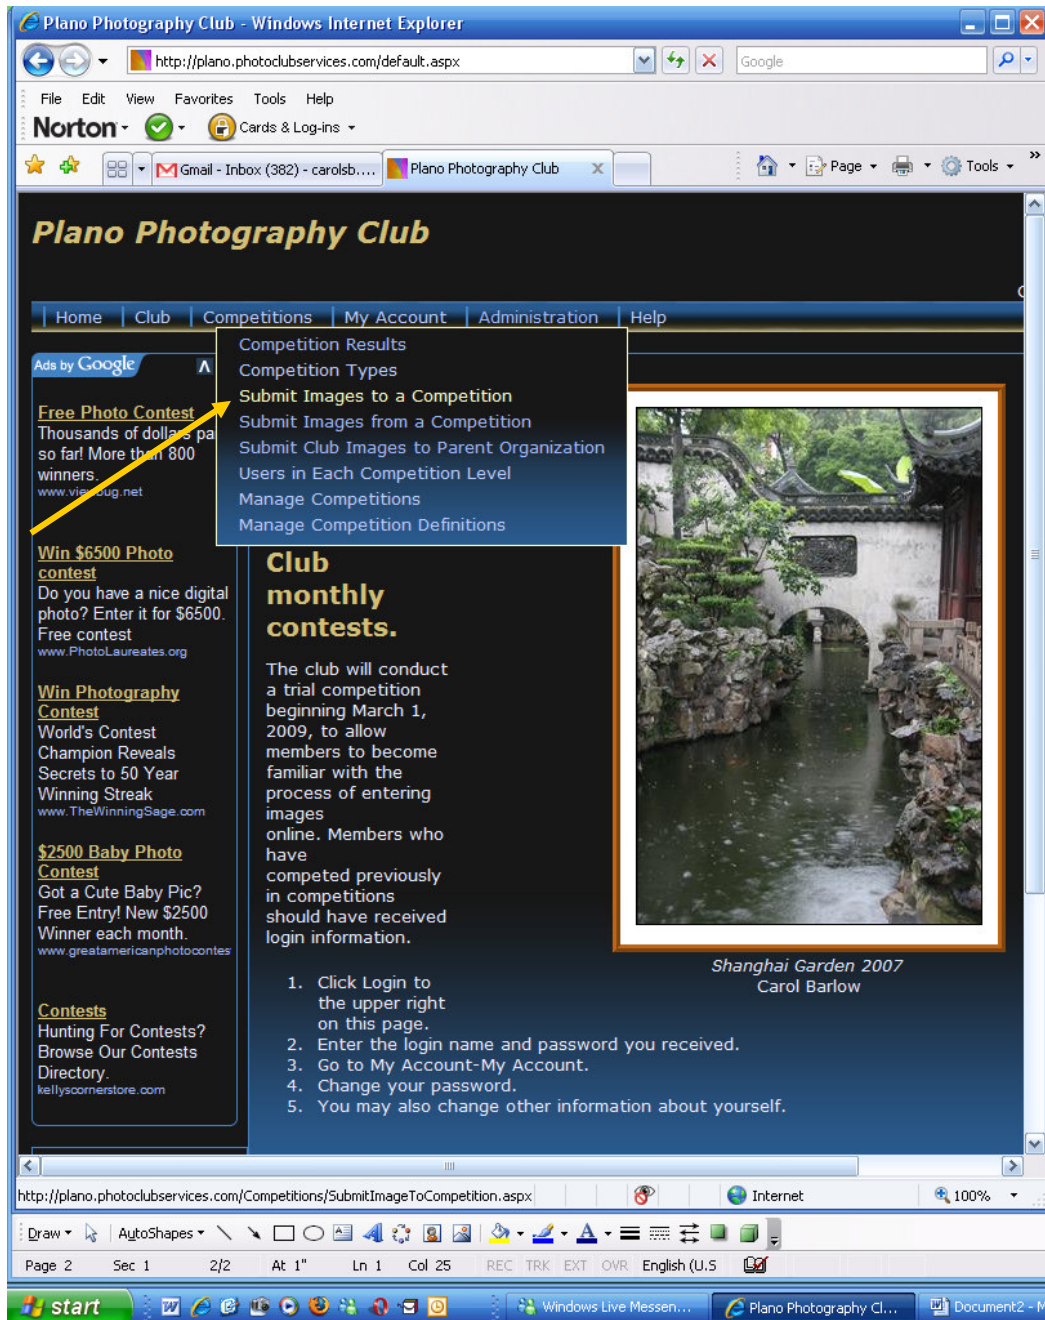 Plano Photography Club - Windows Internet Explorer
http://plano.photoclubservices.com/default.aspx
Google
File Edit View Favorites Tools Help
Norton Cards & Log-ins
Gmail - Inbox (382) - carolsb.... Plano Photography Club X Page Tools »
Plano Photography Club
Home Club Competitions My Account Administration Help
Competition Results
Competition Types
Submit Images to a Competition
Submit Images from a Competition
Submit Club Images to Parent Organization
Users in Each Competition Level
Manage Competitions
Manage Competition Definitions
Ads by Google
Free Photo Contest
Thousands of dollars pa
so far! More than 800
winners.
www.viewbug.net
Win $6500 Photo
contest
Do you have a nice digital
photo? Enter it for $6500.
Free contest
www.PhotoLaureates.org
Win Photography
Contest
World's Contest
Champion Reveals
Secrets to 50 Year
Winning Streak
www.TheWinningSage.com
$2500 Baby Photo
Contest
Got a Cute Baby Pic?
Free Entry! New $2500
Winner each month.
www.greatamericanphotocontes
Contests
Hunting For Contests?
Browse Our Contests
Directory.
kellyscornerstore.com
Club
monthly
contests.
The club will conduct
a trial competition
beginning March 1,
2009, to allow
members to become
familiar with the
process of entering
images
online. Members who
have
competed previously
in competitions
should have received
login information.
1. Click Login to
the upper right
on this page.
2. Enter the login name and password you received.
3. Go to My Account-My Account.
4. Change your password.
5. You may also change other information about yourself.
Shanghai Garden 2007
Carol Barlow
http://plano.photoclubservices.com/Competitions/SubmitImageToCompetition.aspx Internet 100%
Draw AutoShapes
Page 2 Sec 1 2/2 At 1" Ln 1 Col 25 REC TRK EXT OVR English (U.S
start Windows Live Messen... Plano Photography Cl... Document2 - M